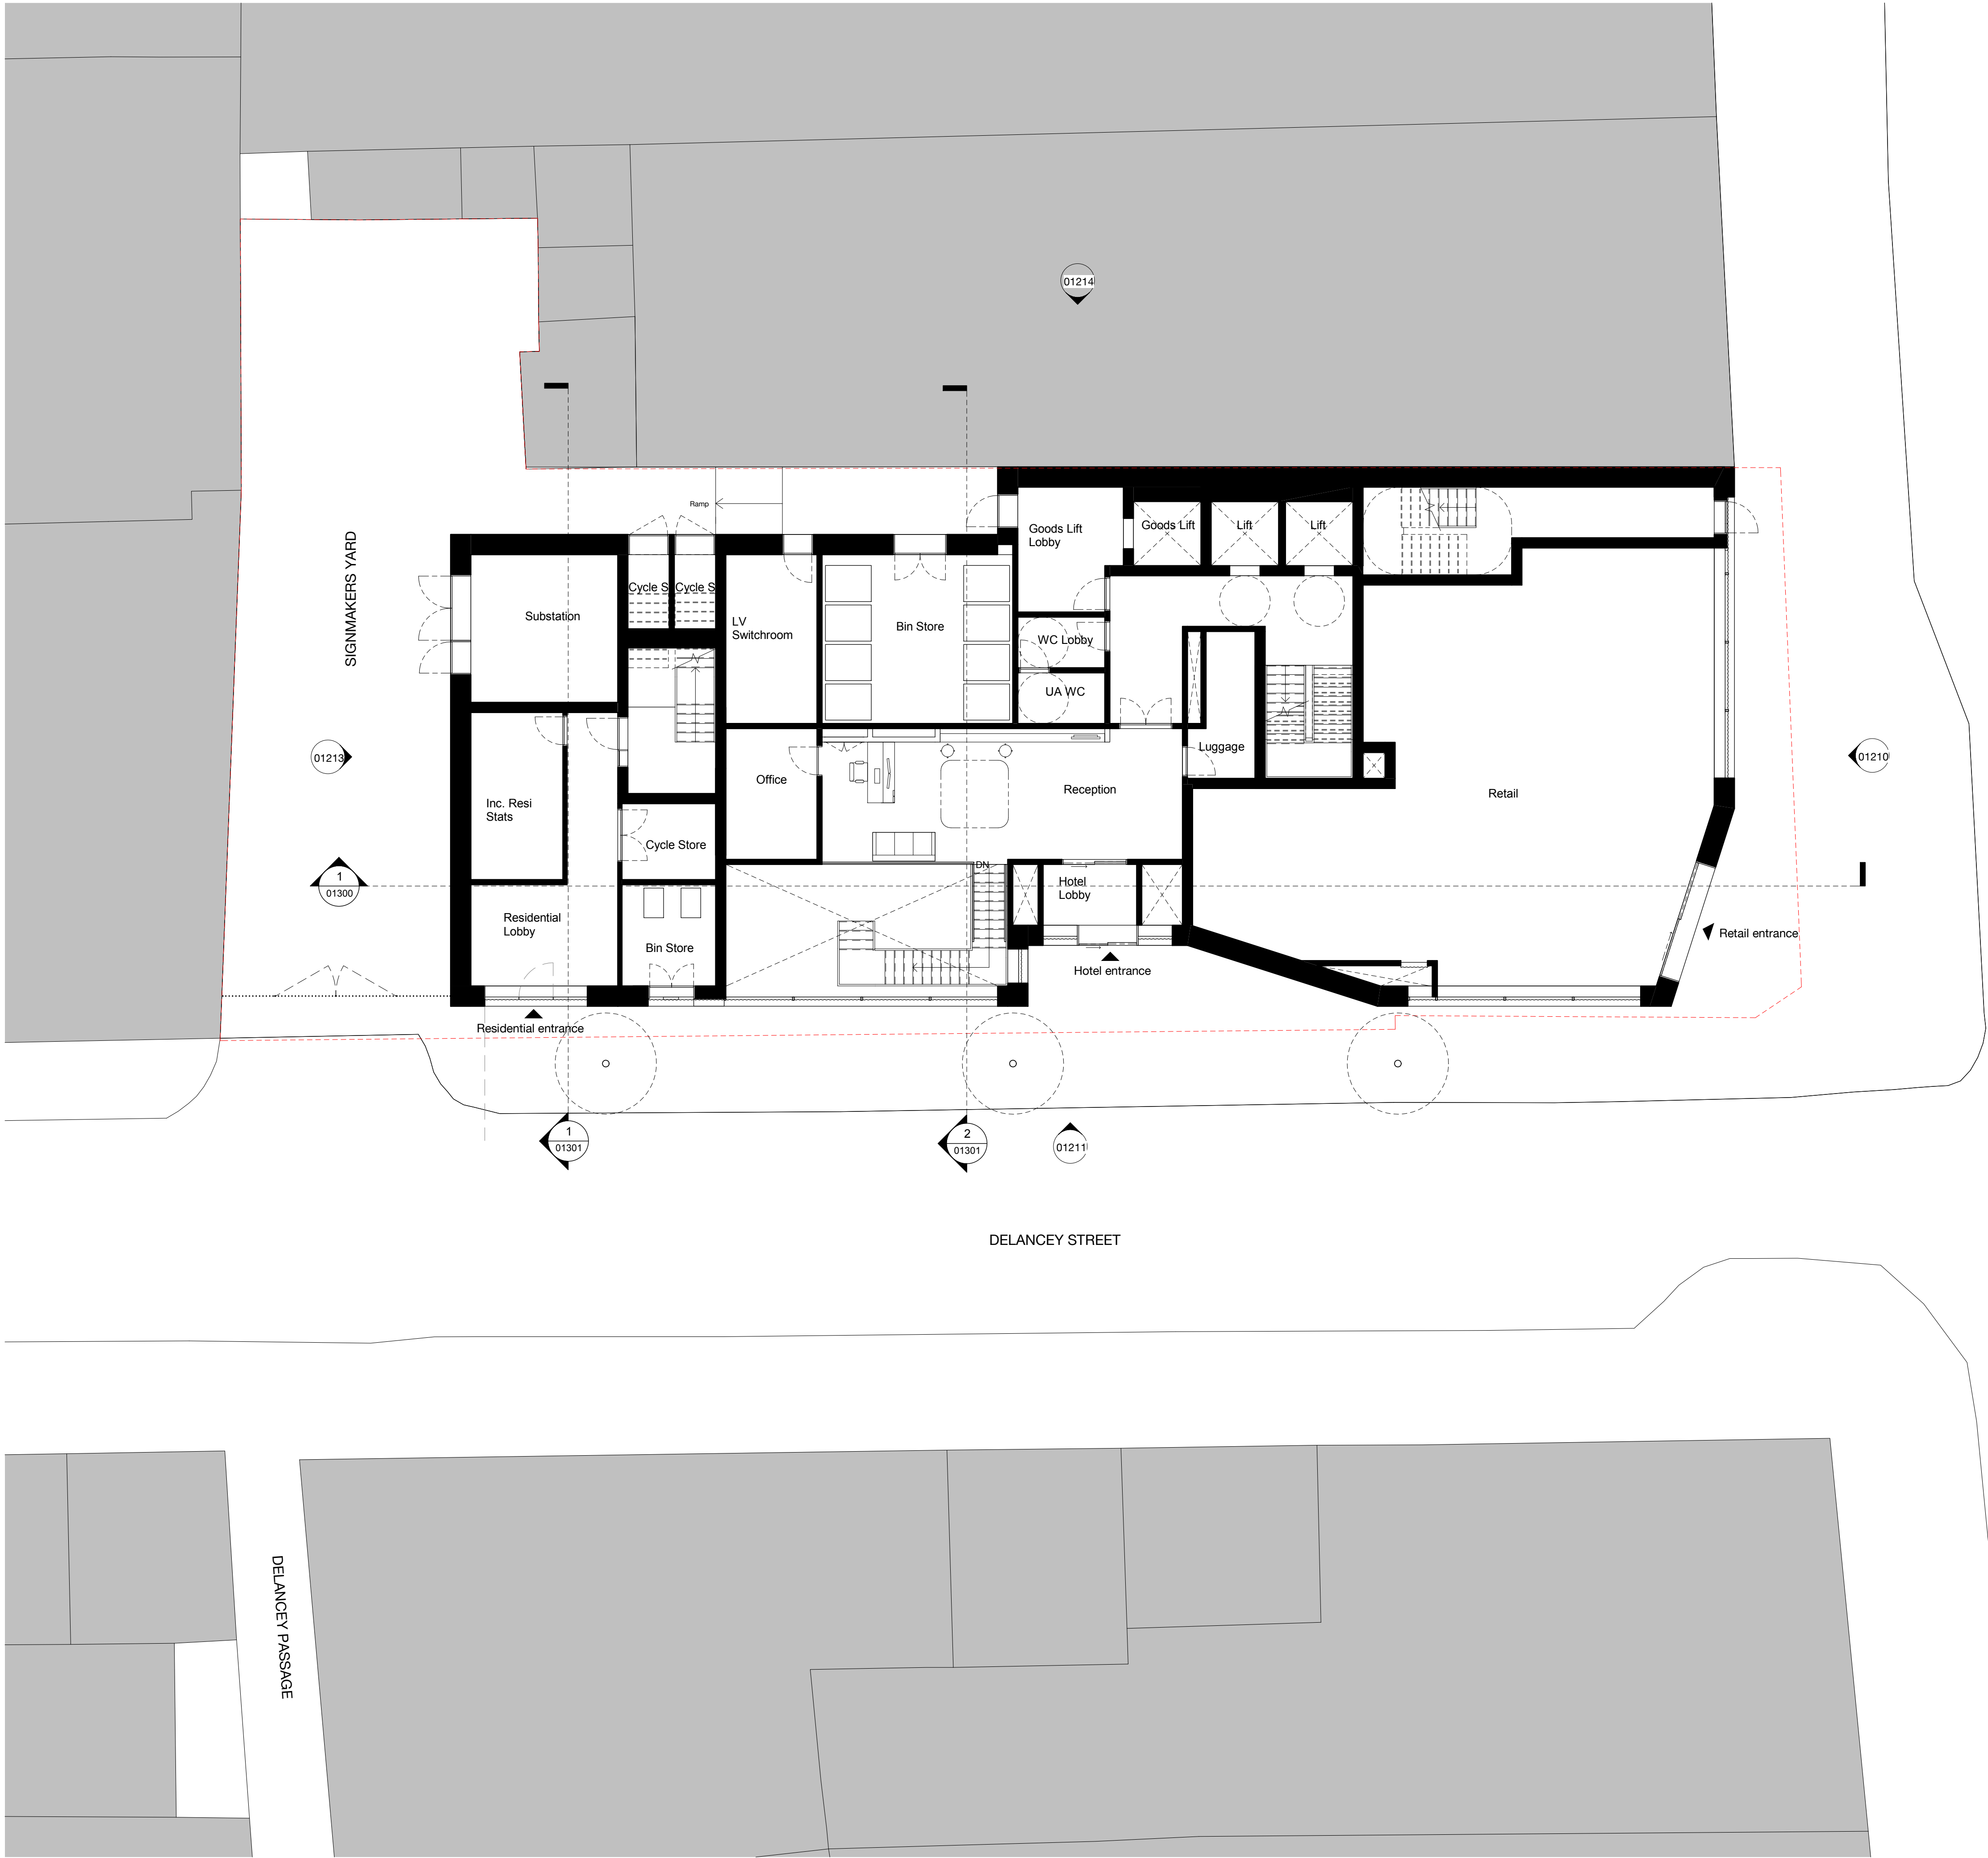 01214
SIGNMAKERS YARD
Ramp
Goods Lift
Lobby
Goods Lift
Lift
Lift
Substation
Cycle S
Cycle S
LV
Switchroom
Bin Store
WC Lobby
UA WC
01213
Inc. Resi
Stats
Office
Luggage
Reception
Retail
01210
Cycle Store
DN
1
01300
Hotel
Lobby
Residential
Lobby
Bin Store
Retail entrance
Hotel entrance
Residential entrance
1
01301
2
01301
01211
DELANCEY STREET
DELANCEY PASSAGE